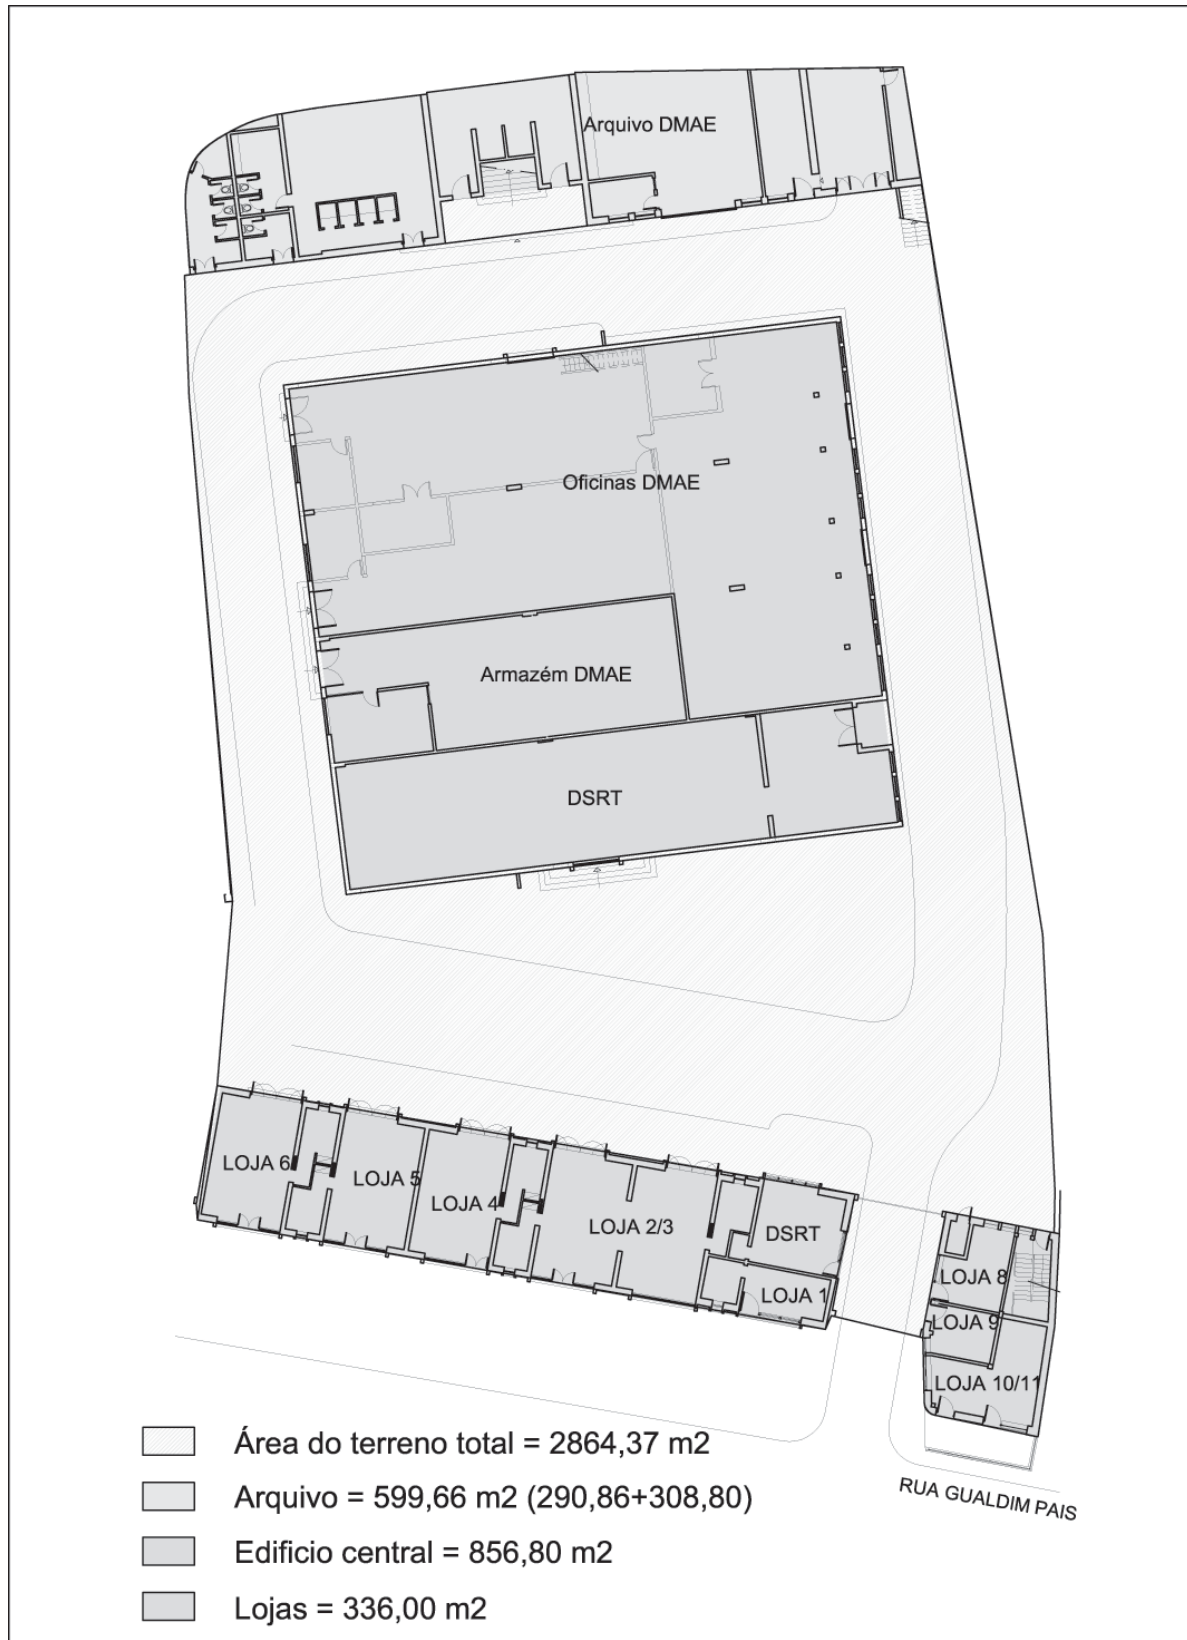 Arquivo DMAE
Oficinas DMAE
Armazém DMAE
DSRT
LOJA 6
LOJA 5
LOJA 4
LOJA 2/3
DSRT
LOJA 1
LOJA 8
LOJA 9
LOJA 10/11
RUA GUALDIM PAIS
Área do terreno total = 2864,37 m2
Arquivo = 599,66 m2 (290,86+308,80)
Edificio central = 856,80 m2
Lojas = 336,00 m2